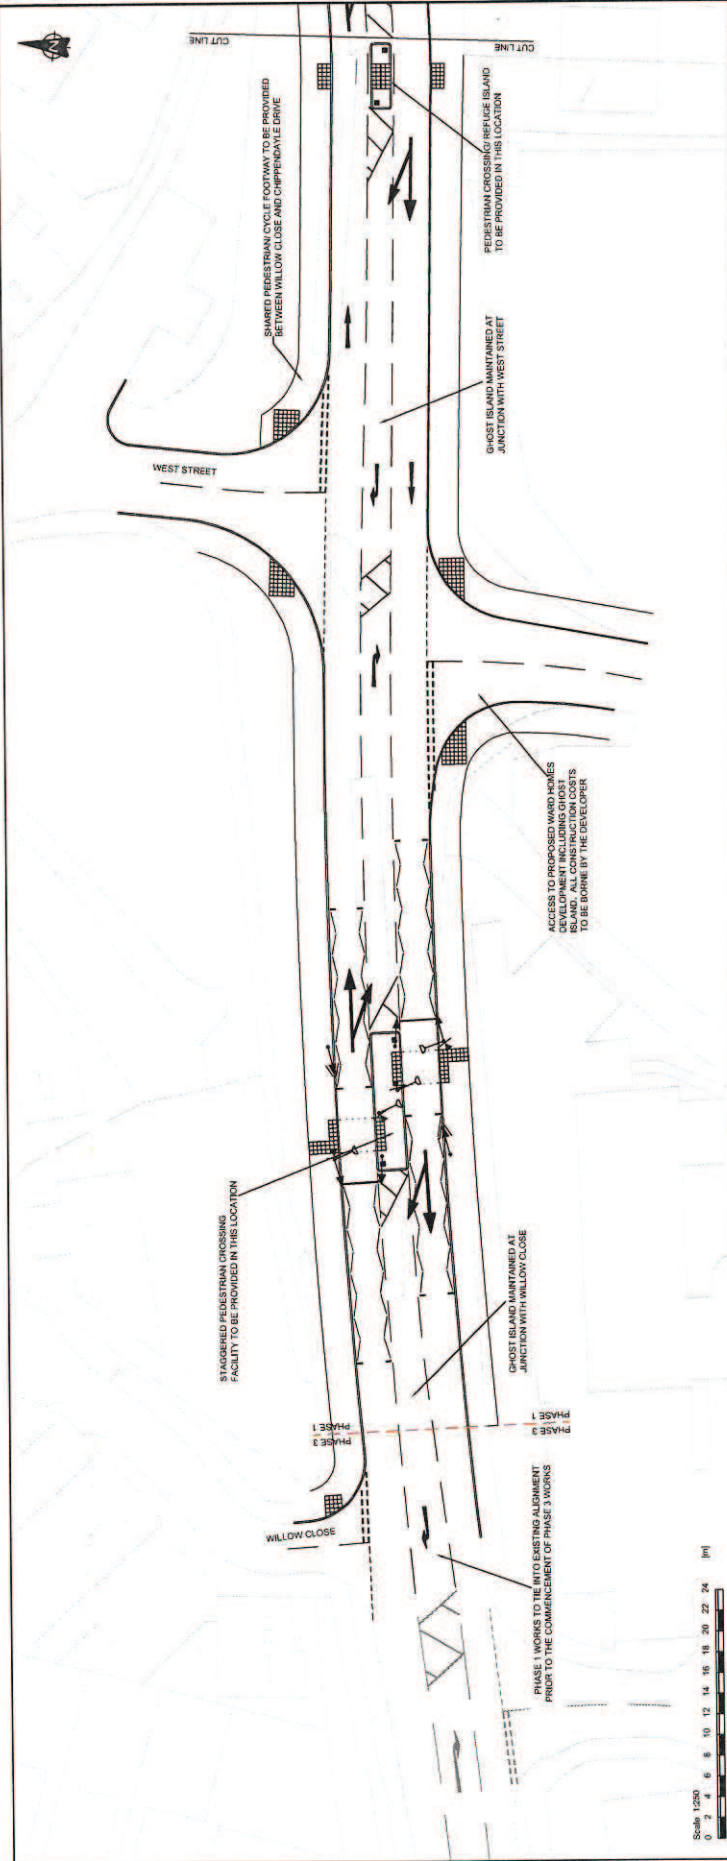 N
CUT LINE
CUT LINE
SHARED PEDESTRIAN/ CYCLE FOOTWAY TO BE PROVIDED
BETWEEN WILLOW CLOSE AND CHIPPENDAYLE DRIVE
PEDESTRIAN CROSSING/ REFUGE ISLAND
TO BE PROVIDED IN THIS LOCATION
WEST STREET
GHOST ISLAND MAINTAINED AT
JUNCTION WITH WEST STREET
ACCESS TO PROPOSED WARD HOMES
DEVELOPMENT INCLUDING GHOST
ISLAND. ALL CONSTRUCTION COSTS
TO BE BORNE BY THE DEVELOPER
STAGGERED PEDESTRIAN CROSSING
FACILITY TO BE PROVIDED IN THIS LOCATION
GHOST ISLAND MAINTAINED AT
JUNCTION WITH WILLOW CLOSE
PHASE 1
PHASE 3
PHASE 1
PHASE 3
WILLOW CLOSE
PHASE 1 WORKS TO TIE INTO EXISTING ALIGNMENT
PRIOR TO THE COMMENCEMENT OF PHASE 3 WORKS
Scale 1:250
0 2 4 6 8 10 12 14 16 18 20 22 24 [m]